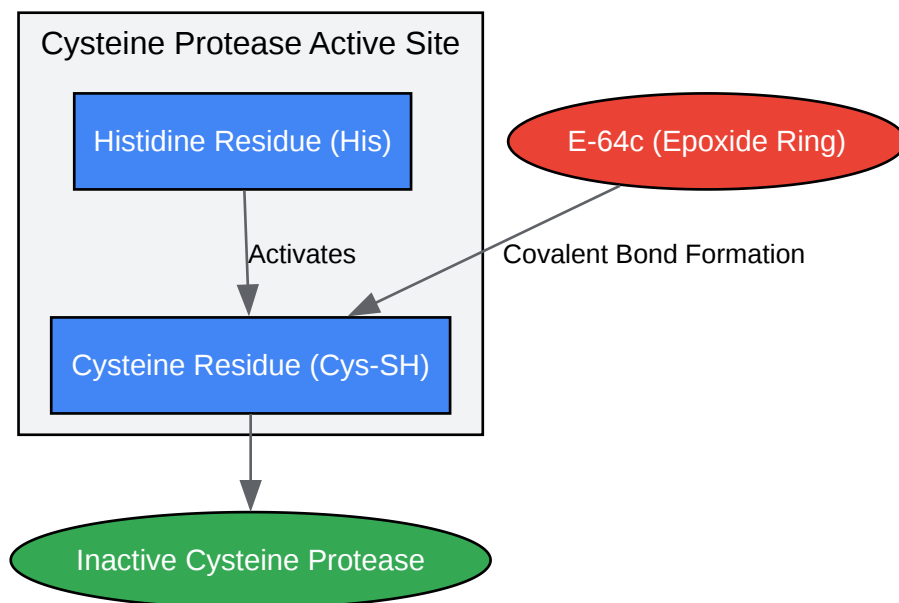 Cysteine Protease Active Site
Histidine Residue (His)
E-64c (Epoxide Ring)
Activates
Covalent Bond Formation
Cysteine Residue (Cys-SH)
Inactive Cysteine Protease